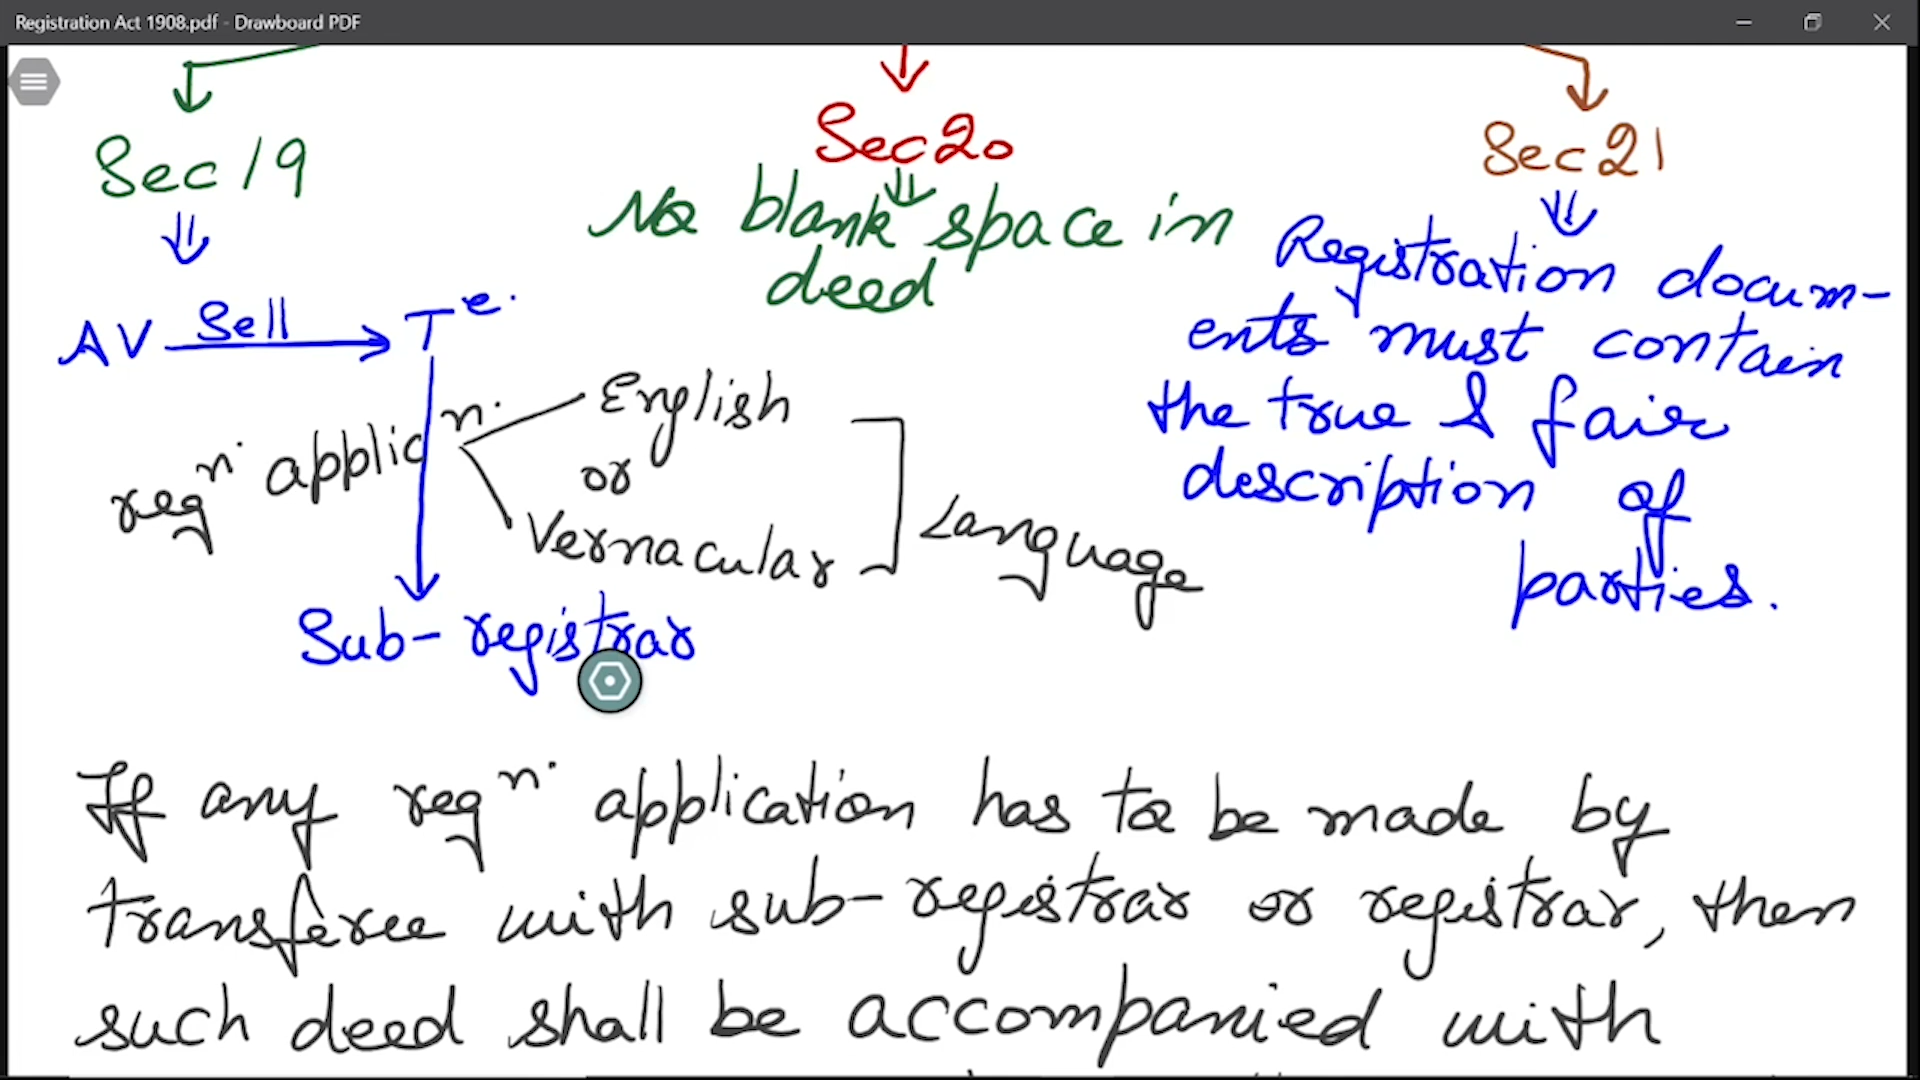 Registration Act 1908.pdf - Drawboard PDF
Sec 19
Sec 20
Sec 21
No blank space in
deed
Registration docum-
ents must contain
the true & fair
description of
parties.
AV Sell Te.
regn. applicn.
English
or
Vernacular
Language
Sub-registrar
If any regn. application has to be made by
transferee with sub-registrar or registrar, then
such deed shall be accompanied with